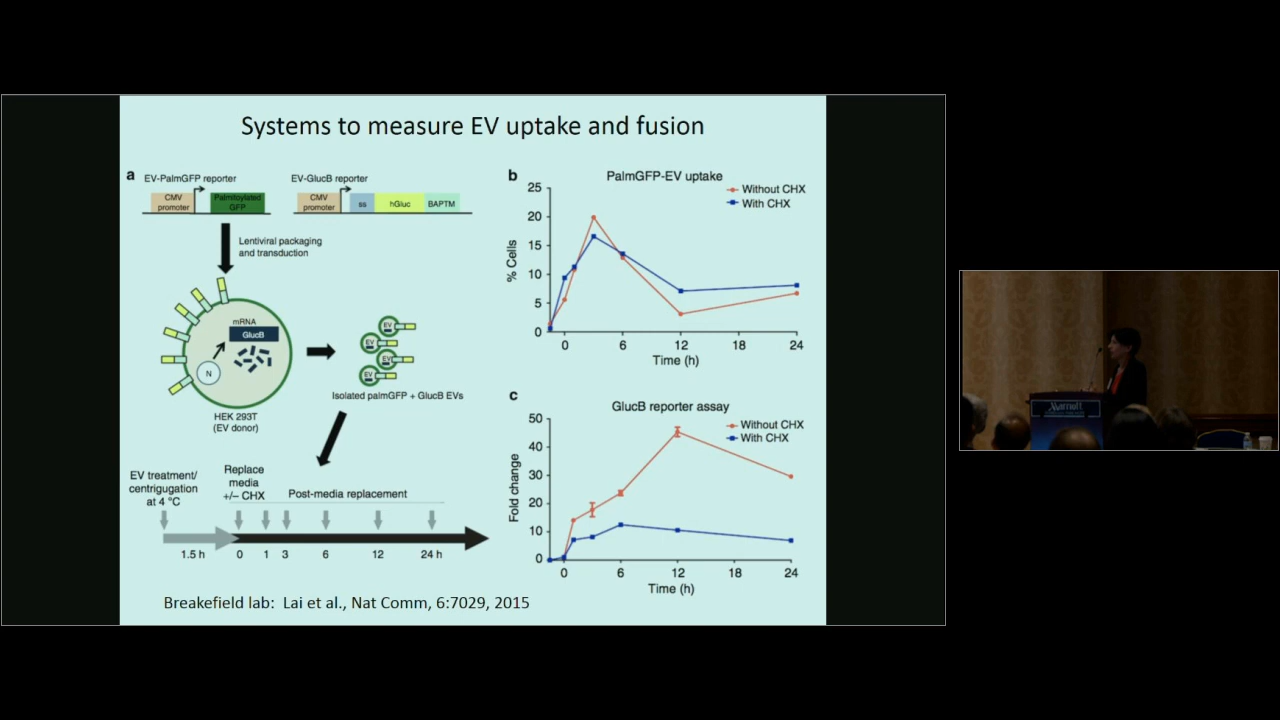 Systems to measure EV uptake and fusion
a
EV-PalmGFP reporter
CMV
promoter
Palmitoylated
GFP
EV-GlucB reporter
CMV
promoter
ss
hGluc
BAPTM
Lentiviral packaging
and transduction
mRNA
GlucB
N
HEK 293T
(EV donor)
EV
EV
EV
EV
Isolated palmGFP + GlucB EVs
EV treatment/
centrigugation
at 4 °C
Replace
media
+/– CHX
Post-media replacement
1.5 h
0
1
3
6
12
24 h
b
PalmGFP-EV uptake
Without CHX
With CHX
% Cells
25
20
15
10
5
0
0
6
12
18
24
Time (h)
c
GlucB reporter assay
Without CHX
With CHX
Fold change
50
40
30
20
10
0
0
6
12
18
24
Time (h)
Breakefield lab: Lai et al., Nat Comm, 6:7029, 2015
Marriott